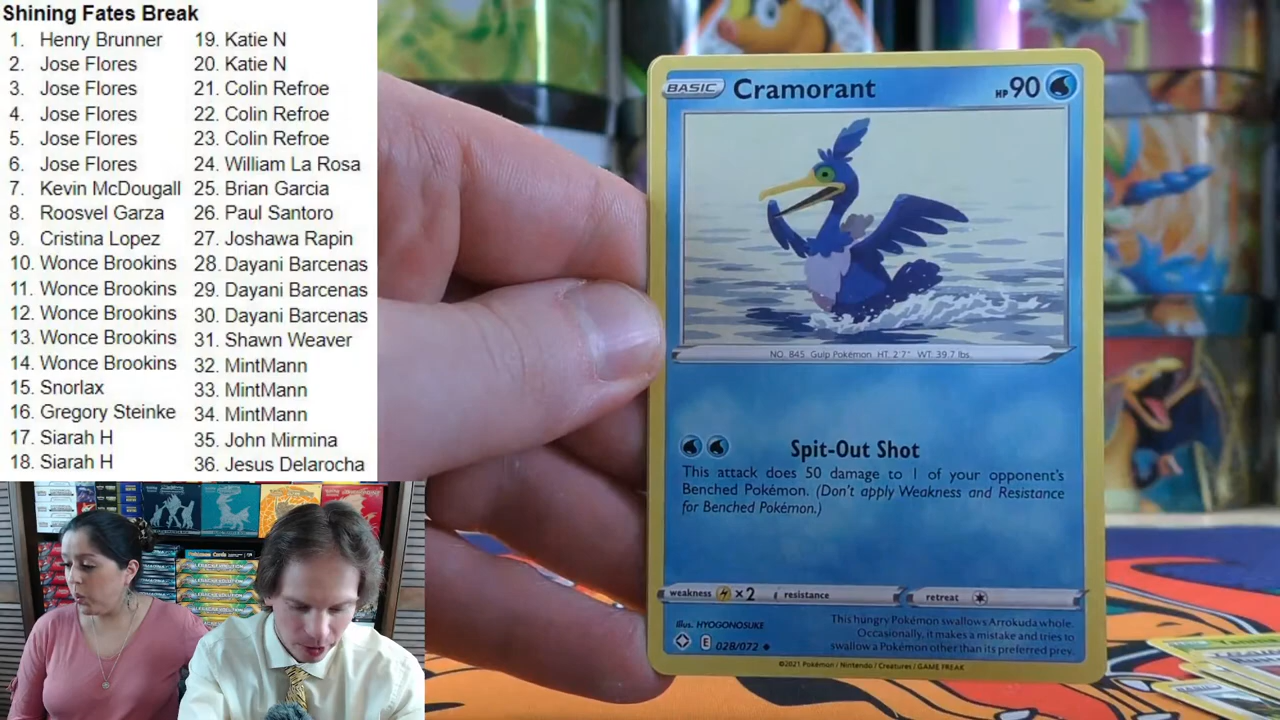 Shining Fates Break
1. Henry Brunner
2. Jose Flores
3. Jose Flores
4. Jose Flores
5. Jose Flores
6. Jose Flores
7. Kevin McDougall
8. Roosvel Garza
9. Cristina Lopez
10. Wonce Brookins
11. Wonce Brookins
12. Wonce Brookins
13. Wonce Brookins
14. Wonce Brookins
15. Snorlax
16. Gregory Steinke
17. Siarah H
18. Siarah H
19. Katie N
20. Katie N
21. Colin Refroe
22. Colin Refroe
23. Colin Refroe
24. William La Rosa
25. Brian Garcia
26. Paul Santoro
27. Joshawa Rapin
28. Dayani Barcenas
29. Dayani Barcenas
30. Dayani Barcenas
31. Shawn Weaver
32. MintMann
33. MintMann
34. MintMann
35. John Mirmina
36. Jesus Delarocha
BASIC Cramorant HP 90
NO. 845 Gulp Pokémon HT: 2'7" WT: 39.7 lbs.
Spit-Out Shot
This attack does 50 damage to 1 of your opponent's
Benched Pokémon. (Don't apply Weakness and Resistance
for Benched Pokémon.)
weakness ×2 resistance retreat
Illus. HYOGONOSUKE
E 028/072
This hungry Pokémon swallows Arrokuda whole.
Occasionally, it makes a mistake and tries to
swallow a Pokémon other than its preferred prey.
©2021 Pokémon / Nintendo / Creatures / GAME FREAK